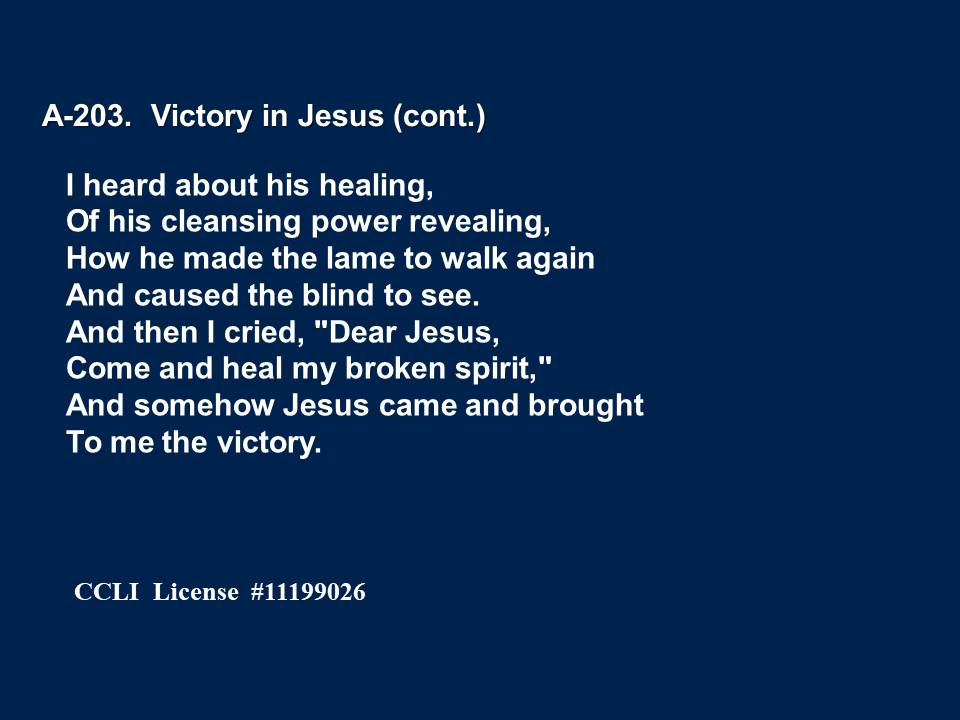 A-203.  Victory in Jesus (cont.)
I heard about his healing,
Of his cleansing power revealing,
How he made the lame to walk again
And caused the blind to see.
And then I cried, "Dear Jesus,
Come and heal my broken spirit,"
And somehow Jesus came and brought
To me the victory.
CCLI  License  #11199026